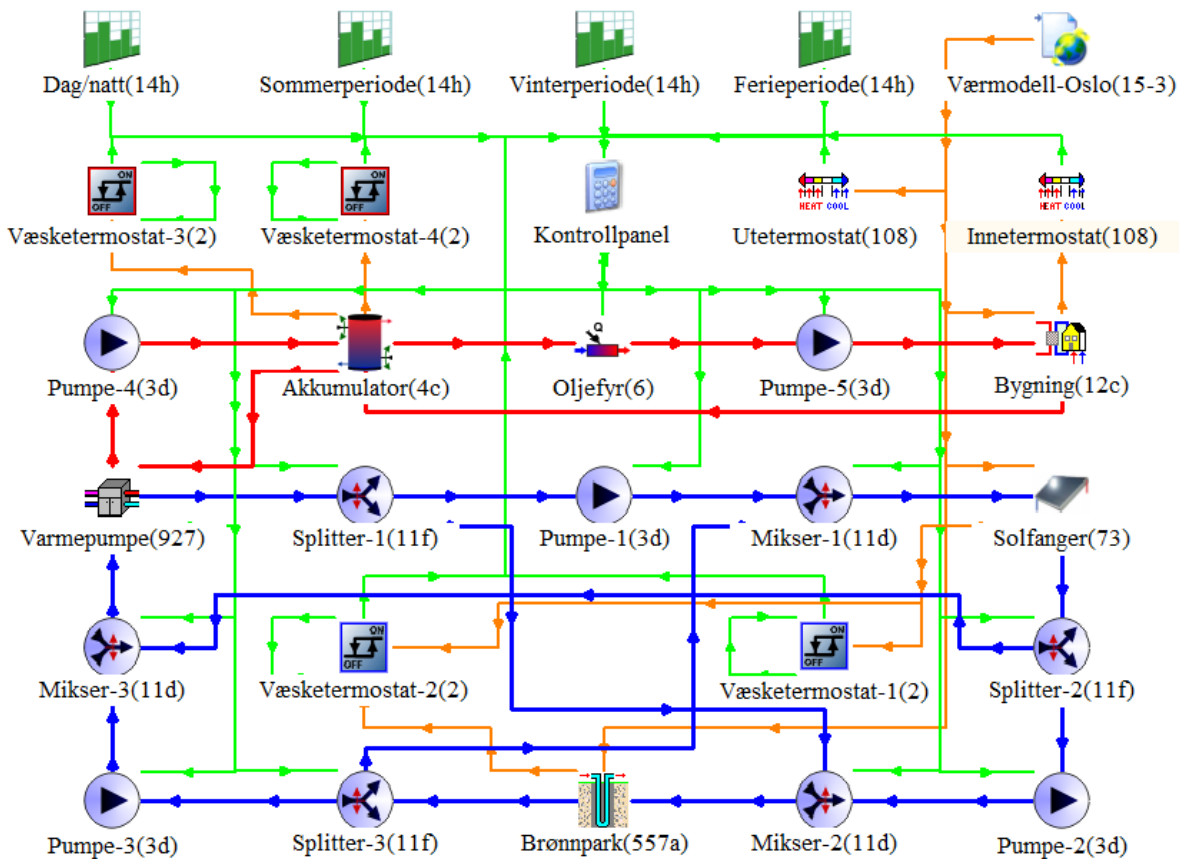 Dag/natt(14h)
Sommerperiode(14h)
Vinterperiode(14h)
Ferieperiode(14h)
Værmodell-Oslo(15-3)
ON
OFF
Væsketermostat-3(2)
ON
OFF
Væsketermostat-4(2)
Kontrollpanel
HEAT COOL
Utetermostat(108)
HEAT COOL
Innetermostat(108)
Pumpe-4(3d)
Akkumulator(4c)
Q
Oljefyr(6)
Pumpe-5(3d)
Bygning(12c)
Varmepumpe(927)
Splitter-1(11f)
Pumpe-1(3d)
Mikser-1(11d)
Solfanger(73)
Mikser-3(11d)
ON
OFF
Væsketermostat-2(2)
ON
OFF
Væsketermostat-1(2)
Splitter-2(11f)
Pumpe-3(3d)
Splitter-3(11f)
Brønnpark(557a)
Mikser-2(11d)
Pumpe-2(3d)